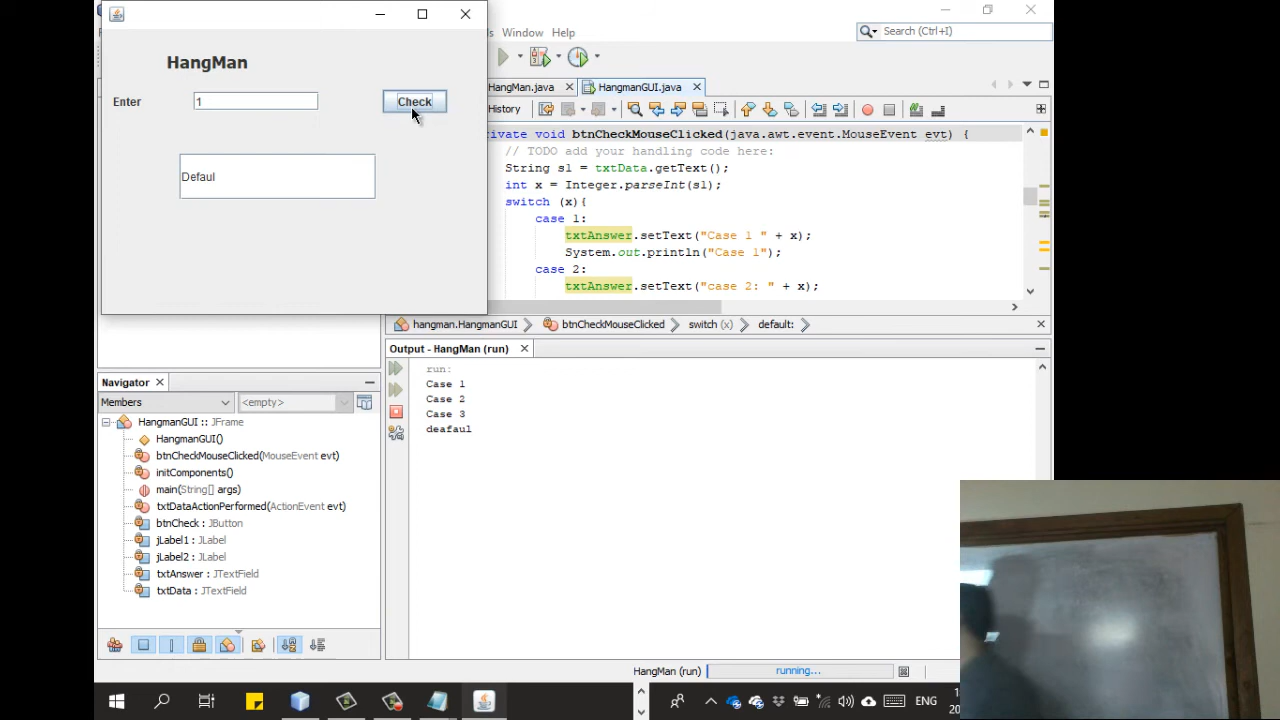 HangMan
Enter
1
Check
Defaul
Window Help
Search (Ctrl+I)
HangMan.java
HangmanGUI.java
History
private void btnCheckMouseClicked(java.awt.event.MouseEvent evt) {
// TODO add your handling code here:
String s1 = txtData.getText();
int x = Integer.parseInt(s1);
switch (x){
case 1:
txtAnswer.setText("Case 1 " + x);
System.out.println("Case 1");
case 2:
txtAnswer.setText("case 2: " + x);
hangman.HangmanGUI
btnCheckMouseClicked
switch (x)
default:
Output - HangMan (run)
run:
Case 1
Case 2
Case 3
deafaul
Navigator
Members
<empty>
HangmanGUI :: JFrame
HangmanGUI()
btnCheckMouseClicked(MouseEvent evt)
initComponents()
main(String[] args)
txtDataActionPerformed(ActionEvent evt)
btnCheck : JButton
jLabel1 : JLabel
jLabel2 : JLabel
txtAnswer : JTextField
txtData : JTextField
HangMan (run)
running...
ENG